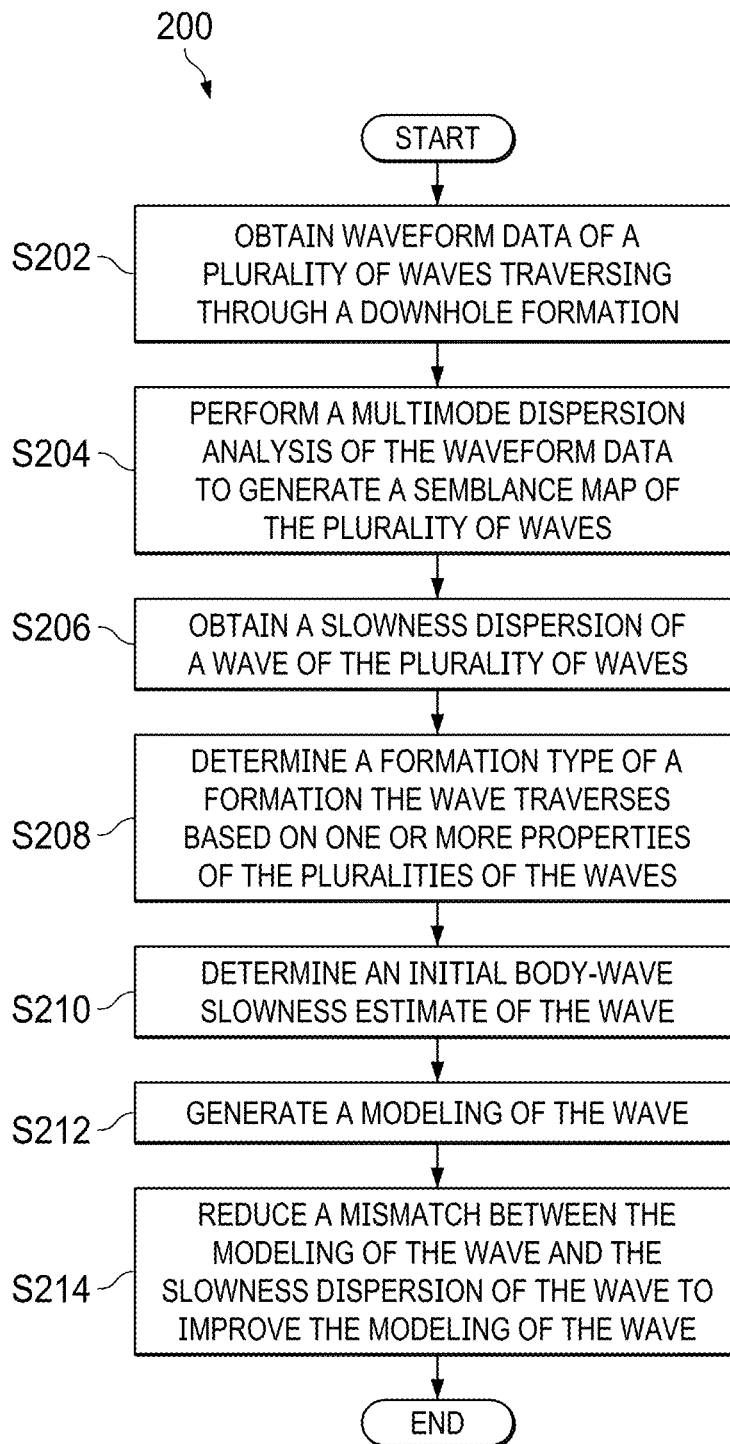 200
START
S202
OBTAIN WAVEFORM DATA OF A
PLURALITY OF WAVES TRAVERSING
THROUGH A DOWNHOLE FORMATION
S204
PERFORM A MULTIMODE DISPERSION
ANALYSIS OF THE WAVEFORM DATA
TO GENERATE A SEMBLANCE MAP OF
THE PLURALITY OF WAVES
S206
OBTAIN A SLOWNESS DISPERSION OF
A WAVE OF THE PLURALITY OF WAVES
S208
DETERMINE A FORMATION TYPE OF A
FORMATION THE WAVE TRAVERSES
BASED ON ONE OR MORE PROPERTIES
OF THE PLURALITIES OF THE WAVES
S210
DETERMINE AN INITIAL BODY-WAVE
SLOWNESS ESTIMATE OF THE WAVE
S212
GENERATE A MODELING OF THE WAVE
S214
REDUCE A MISMATCH BETWEEN THE
MODELING OF THE WAVE AND THE
SLOWNESS DISPERSION OF THE WAVE TO
IMPROVE THE MODELING OF THE WAVE
END